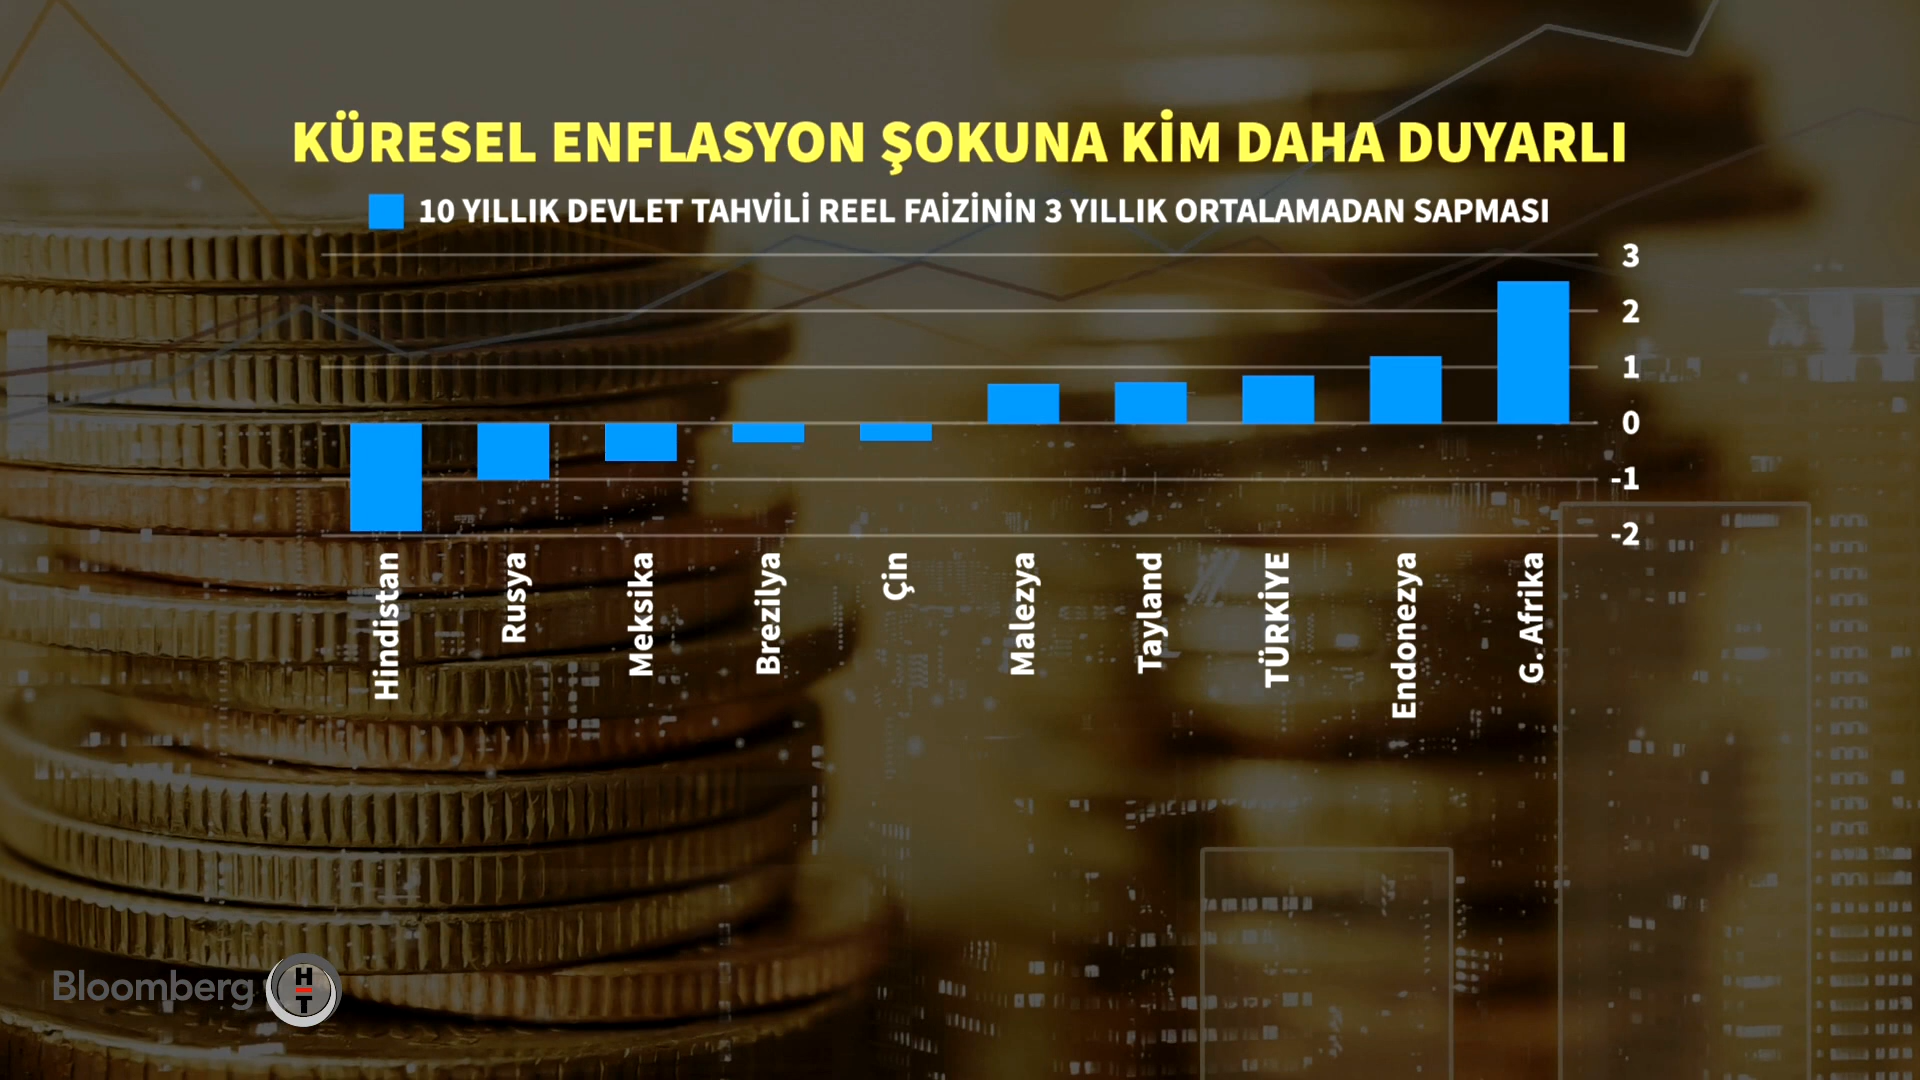 KÜRESEL ENFLASYON ŞOKUNA KİM DAHA DUYARLI
10 YILLIK DEVLET TAHVİLİ REEL FAİZİNİN 3 YILLIK ORTALAMADAN SAPMASI
3
2
1
0
-1
-2
Hindistan
Rusya
Meksika
Brezilya
Çin
Malezya
Tayland
TÜRKİYE
Endonezya
G. Afrika
Bloomberg HT